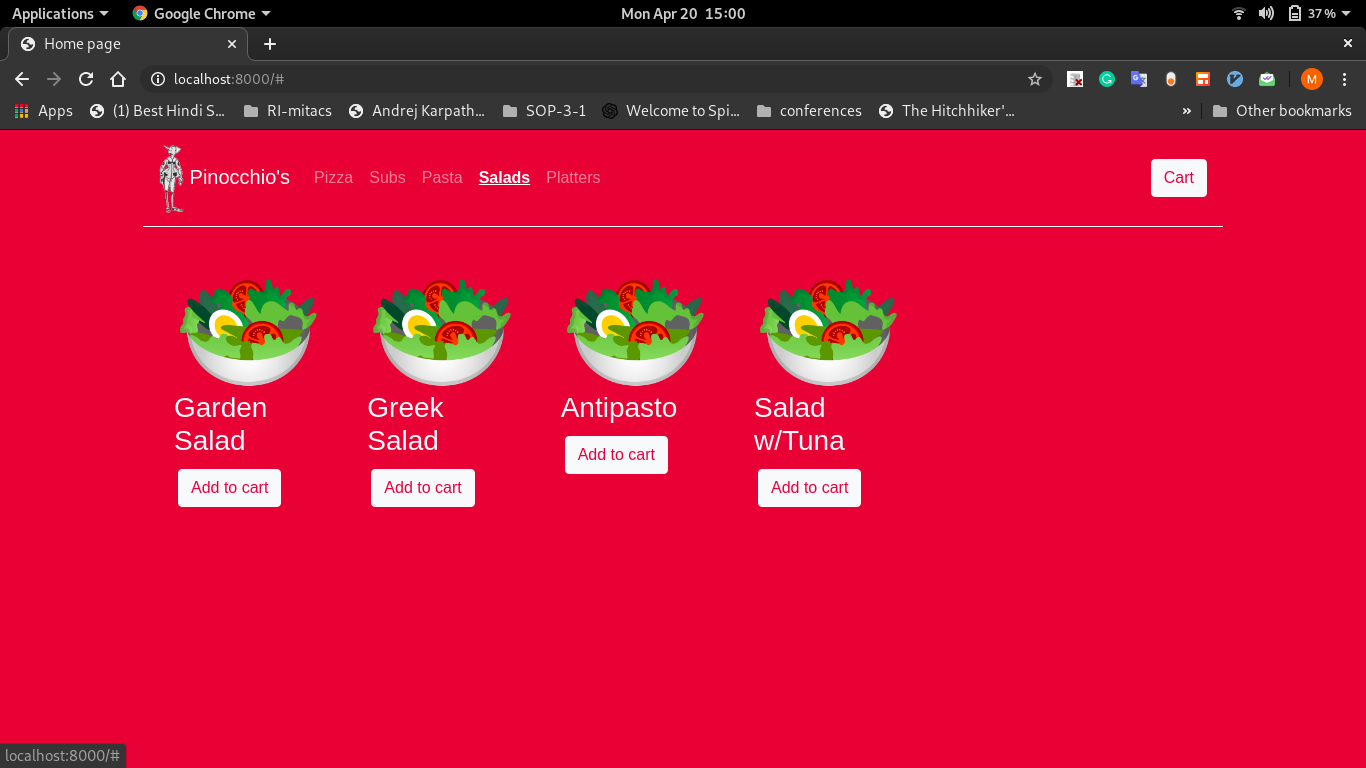 Applications Google Chrome Mon Apr 20 15:00 37%
Home page
localhost:8000/# M
Apps (1) Best Hindi S... RI-mitacs Andrej Karpath... SOP-3-1 Welcome to Spi... conferences The Hitchhiker'... » Other bookmarks
Pinocchio's Pizza Subs Pasta Salads Platters Cart
Garden
Salad
Add to cart
Greek
Salad
Add to cart
Antipasto
Add to cart
Salad
w/Tuna
Add to cart
localhost:8000/#